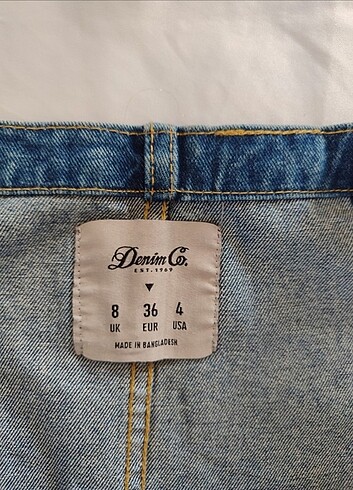 Denim Co.
EST. 1969
8 36 4
UK EUR USA
MADE IN BANGLADESH